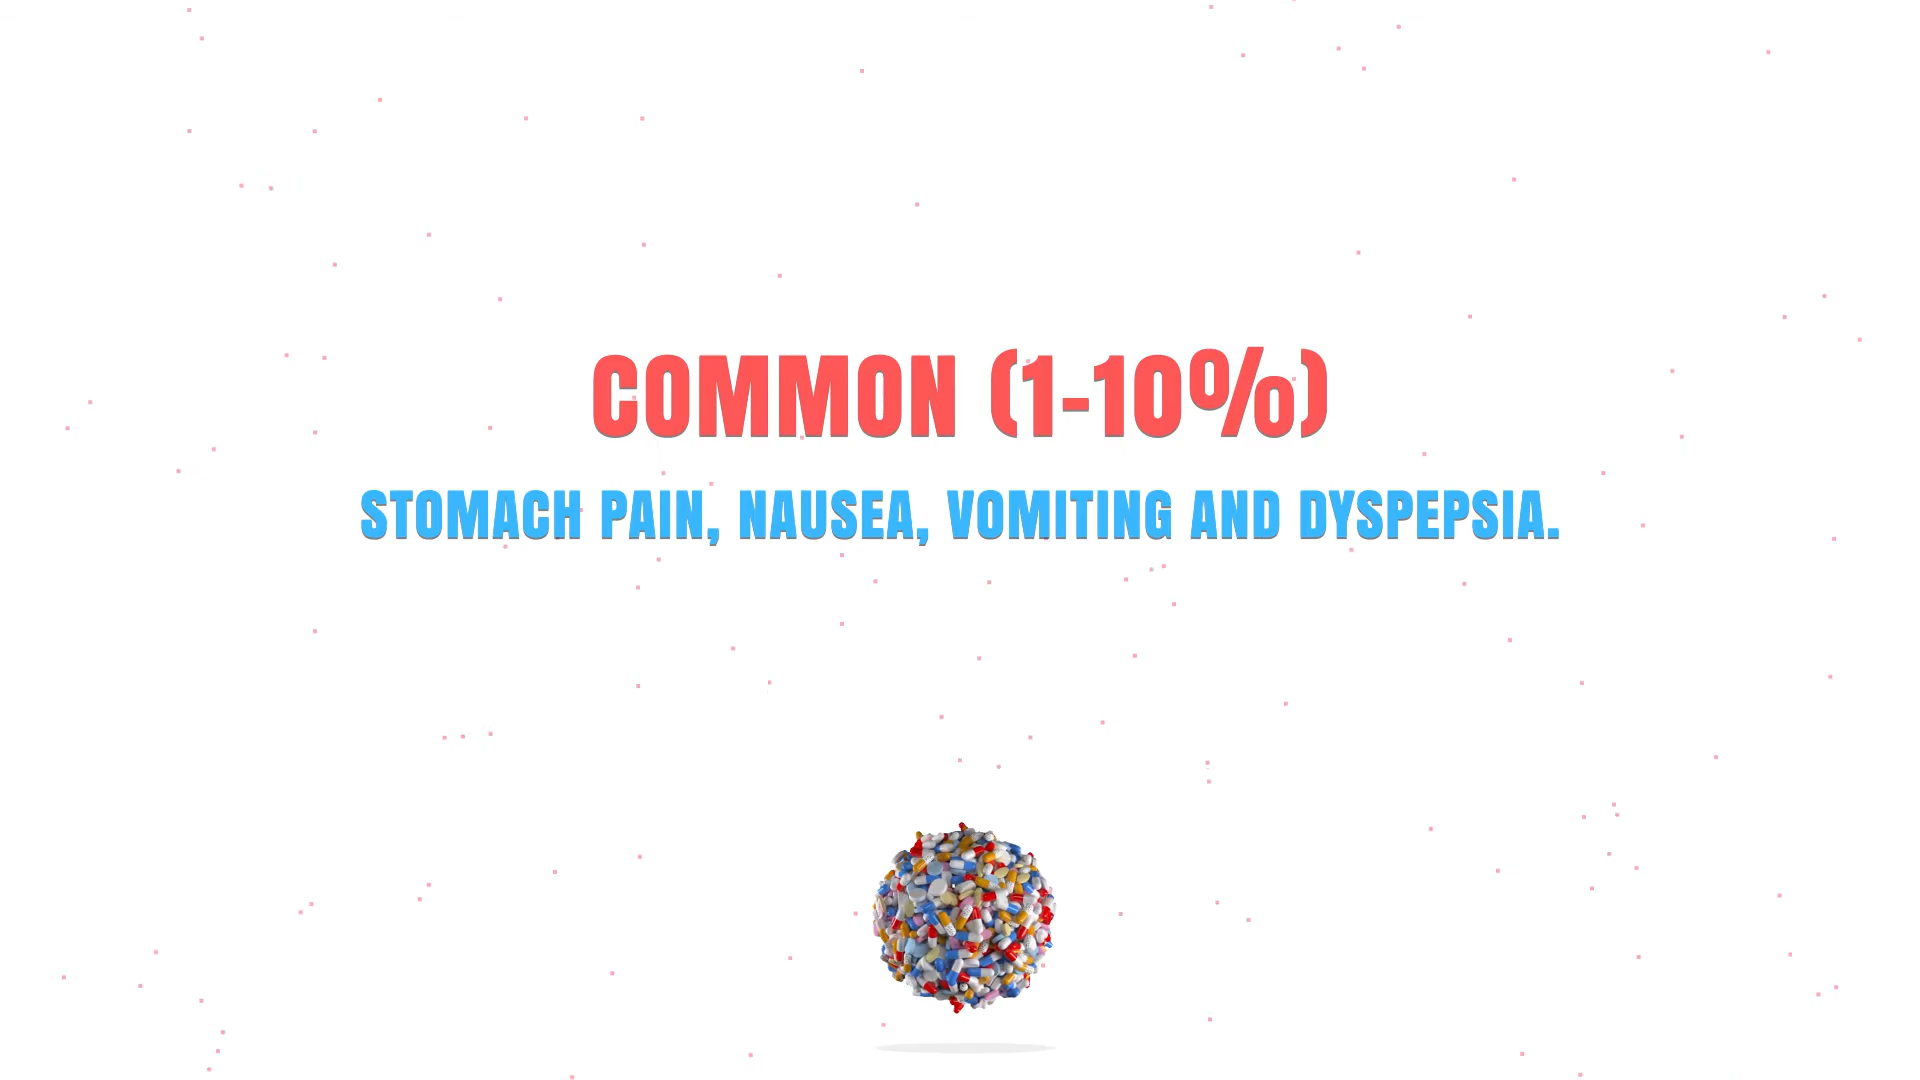 COMMON (1-10%)
STOMACH PAIN, NAUSEA, VOMITING AND DYSPEPSIA.